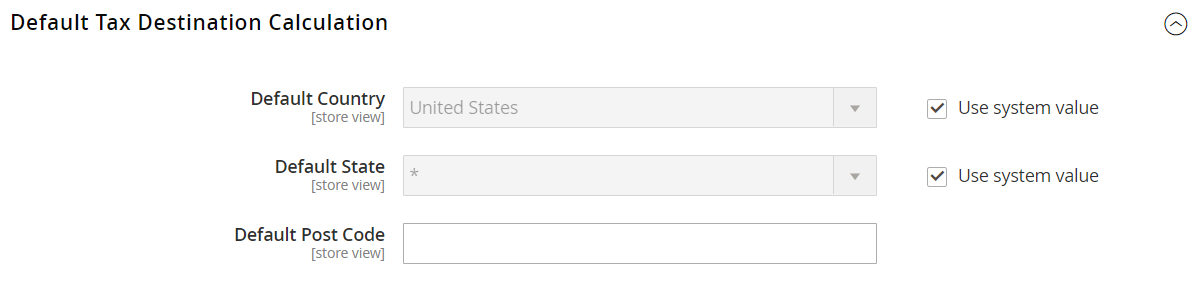 Default Tax Destination Calculation
Default Country
[store view]
United States
Use system value
Default State
[store view]
*
Use system value
Default Post Code
[store view]